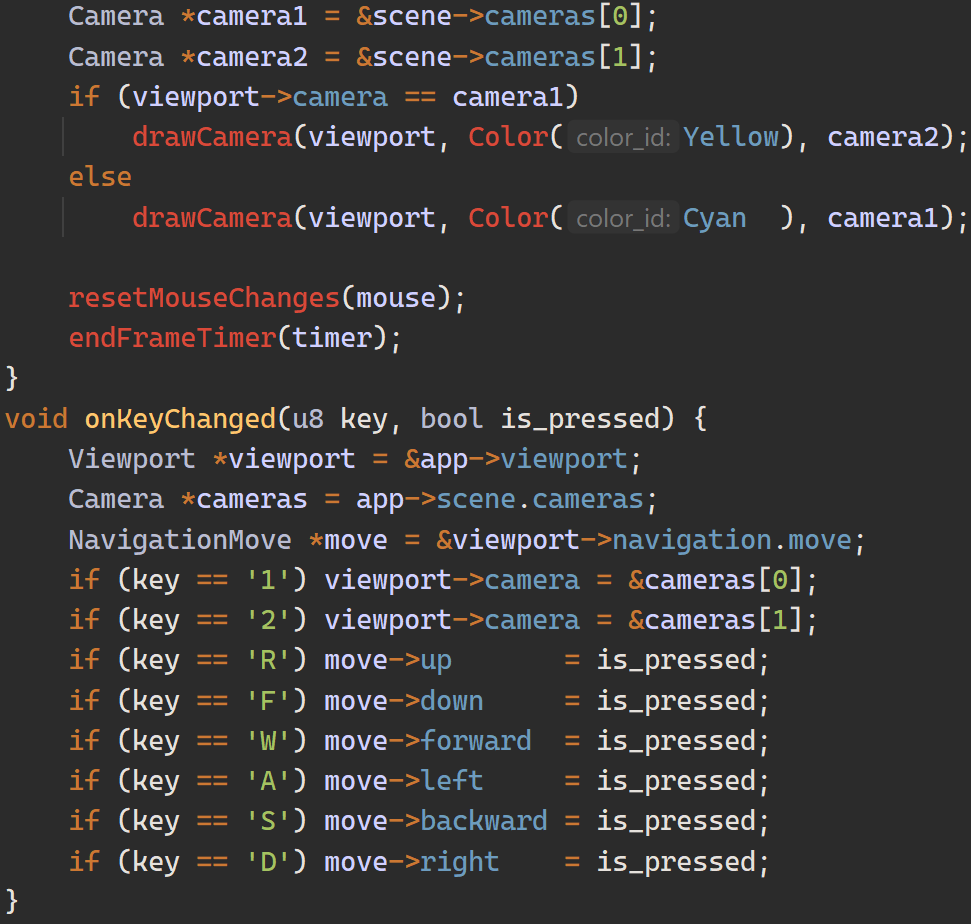 Camera *camera1 = &scene->cameras[0];
    Camera *camera2 = &scene->cameras[1];
    if (viewport->camera == camera1)
        drawCamera(viewport, Color( color_id: Yellow), camera2);
    else
        drawCamera(viewport, Color( color_id: Cyan  ), camera1);

    resetMouseChanges(mouse);
    endFrameTimer(timer);
}
void onKeyChanged(u8 key, bool is_pressed) {
    Viewport *viewport = &app->viewport;
    Camera *cameras = app->scene.cameras;
    NavigationMove *move = &viewport->navigation.move;
    if (key == '1') viewport->camera = &cameras[0];
    if (key == '2') viewport->camera = &cameras[1];
    if (key == 'R') move->up       = is_pressed;
    if (key == 'F') move->down     = is_pressed;
    if (key == 'W') move->forward  = is_pressed;
    if (key == 'A') move->left     = is_pressed;
    if (key == 'S') move->backward = is_pressed;
    if (key == 'D') move->right    = is_pressed;
}